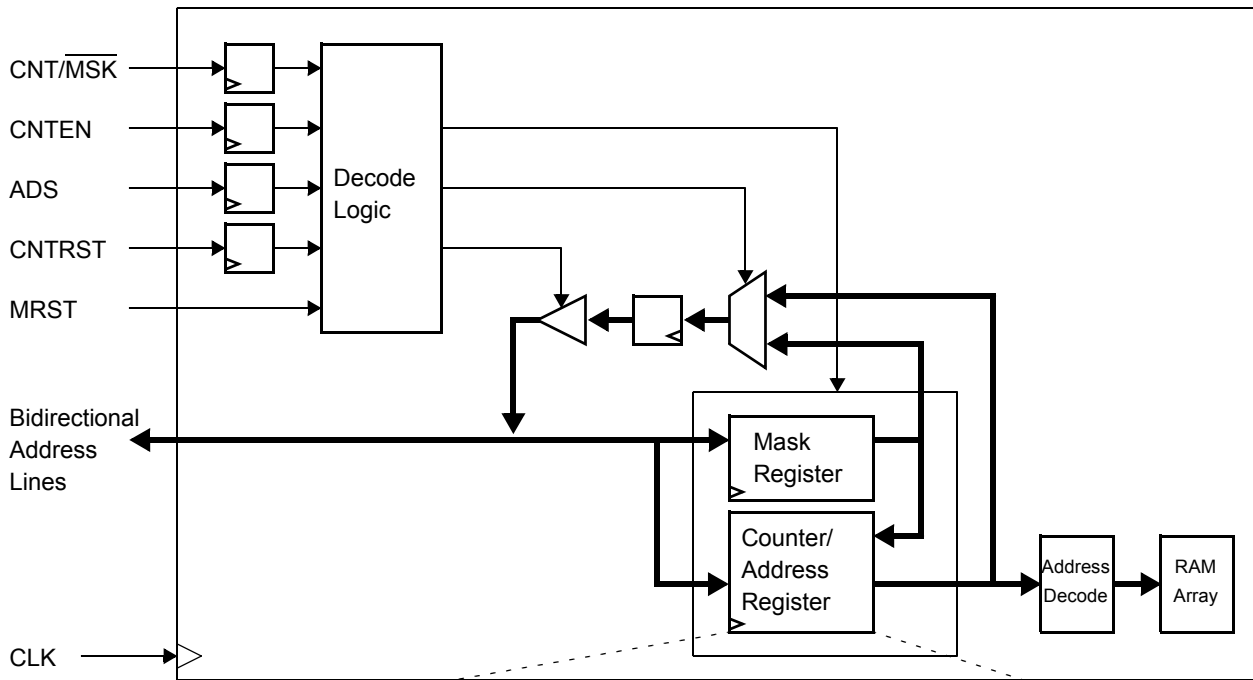 CNT/M̅S̅K̅
CNTEN
ADS
CNTRST
MRST
Decode
Logic
Bidirectional
Address
Lines
Mask
Register
Counter/
Address
Register
Address
Decode
RAM
Array
CLK